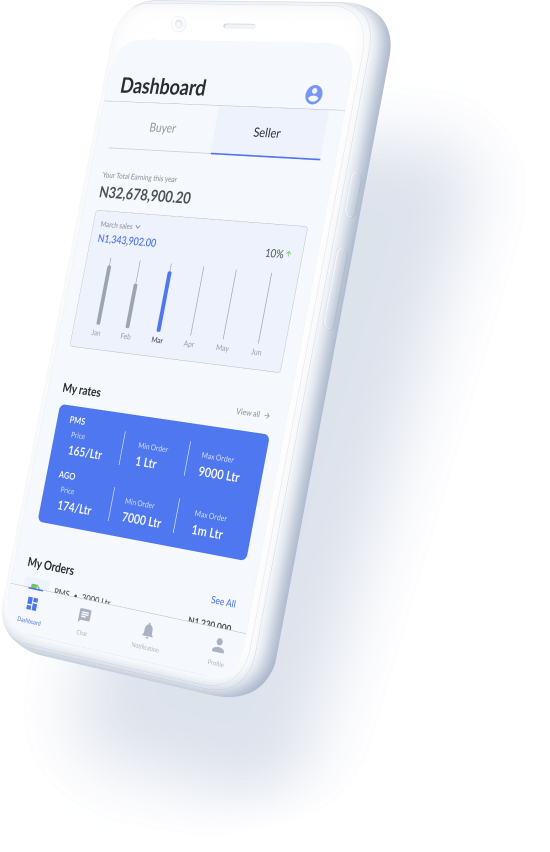 Dashboard
Buyer
Seller
Your Total Earning this year
N32,678,900.20
March sales
N1,343,902.00
10%
Jan Feb Mar Apr May Jun
My rates
View all
PMS
Price Min Order Max Order
165/Ltr 1 Ltr 9000 Ltr
AGO
Price Min Order Max Order
174/Ltr 7000 Ltr 1m Ltr
My Orders
See All
PMS • 2000 Ltr
N1,230,000
Dashboard Chat Notification Profile